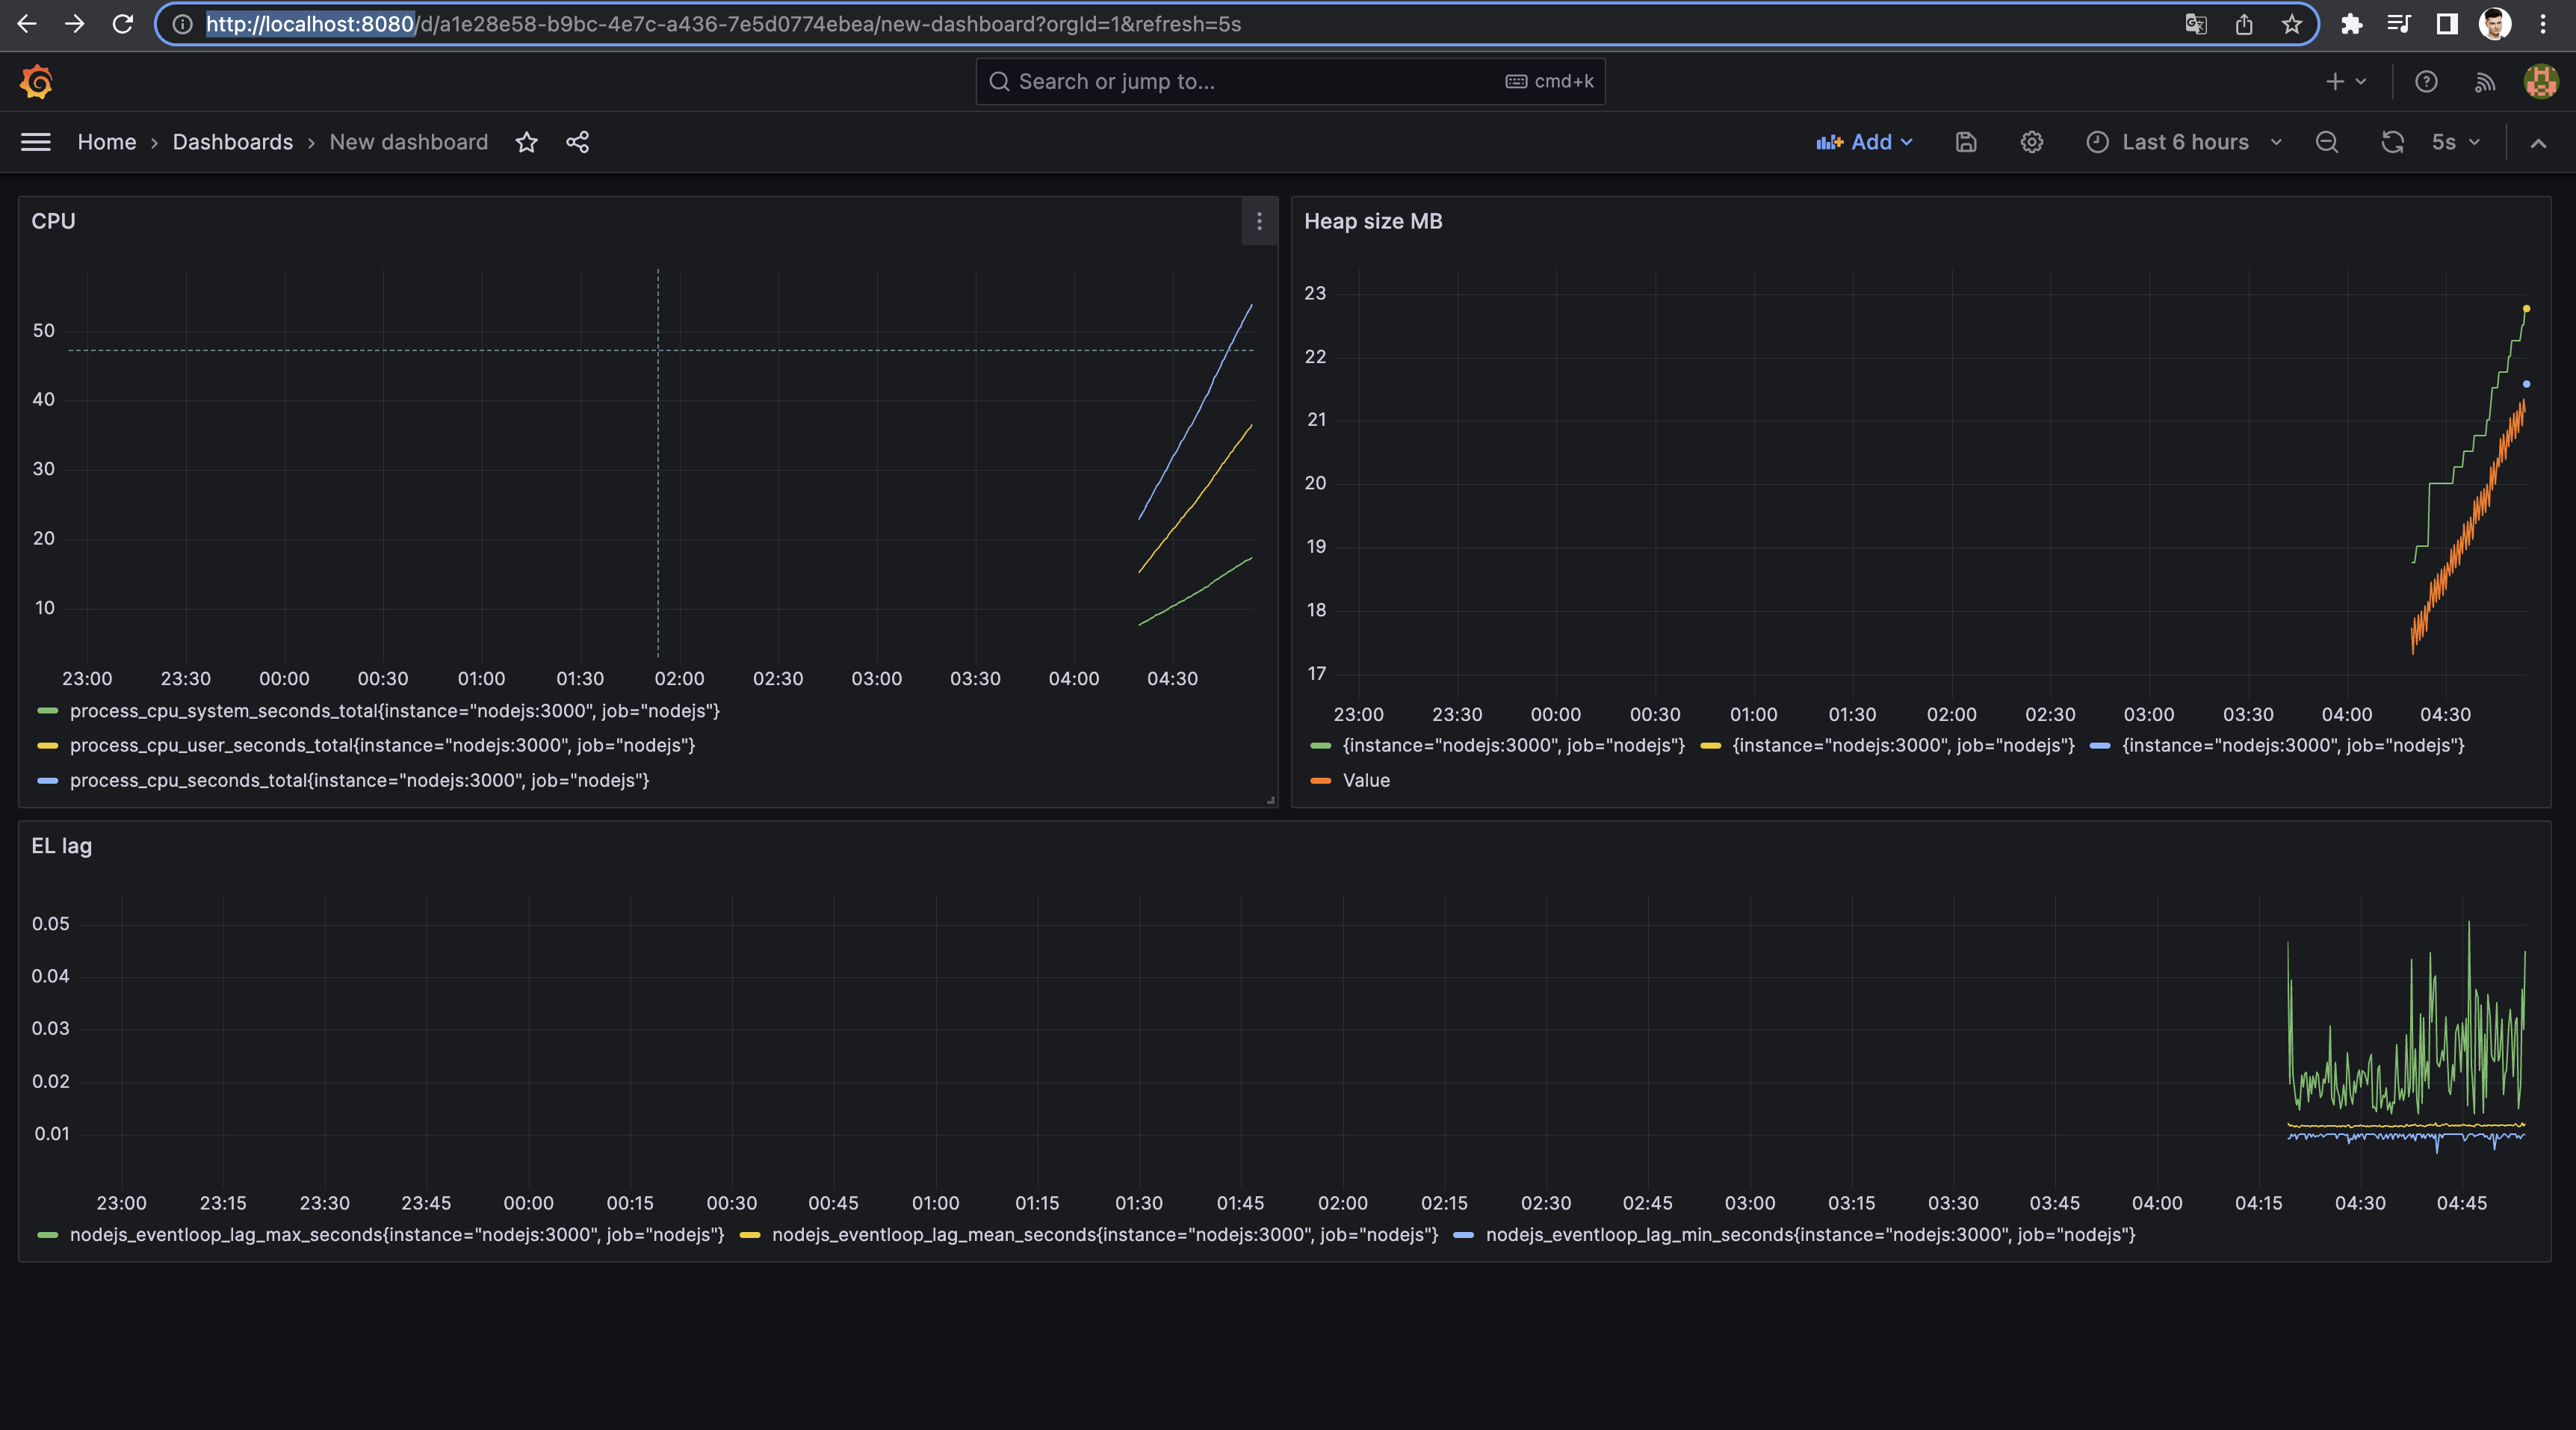 http://localhost:8080/d/a1e28e58-b9bc-4e7c-a436-7e5d0774ebea/new-dashboard?orgId=1&refresh=5s
Search or jump to... cmd+k
Home › Dashboards › New dashboard Add Last 6 hours 5s
CPU
50
40
30
20
10
23:00 23:30 00:00 00:30 01:00 01:30 02:00 02:30 03:00 03:30 04:00 04:30
process_cpu_system_seconds_total{instance="nodejs:3000", job="nodejs"}
process_cpu_user_seconds_total{instance="nodejs:3000", job="nodejs"}
process_cpu_seconds_total{instance="nodejs:3000", job="nodejs"}
Heap size MB
23
22
21
20
19
18
17
23:00 23:30 00:00 00:30 01:00 01:30 02:00 02:30 03:00 03:30 04:00 04:30
{instance="nodejs:3000", job="nodejs"} {instance="nodejs:3000", job="nodejs"} {instance="nodejs:3000", job="nodejs"}
Value
EL lag
0.05
0.04
0.03
0.02
0.01
23:00 23:15 23:30 23:45 00:00 00:15 00:30 00:45 01:00 01:15 01:30 01:45 02:00 02:15 02:30 02:45 03:00 03:15 03:30 03:45 04:00 04:15 04:30 04:45
nodejs_eventloop_lag_max_seconds{instance="nodejs:3000", job="nodejs"} nodejs_eventloop_lag_mean_seconds{instance="nodejs:3000", job="nodejs"} nodejs_eventloop_lag_min_seconds{instance="nodejs:3000", job="nodejs"}